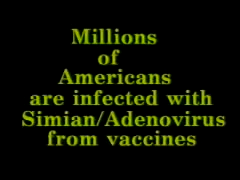 Millions
of
Americans
are infected with
Simian/Adenovirus
from vaccines